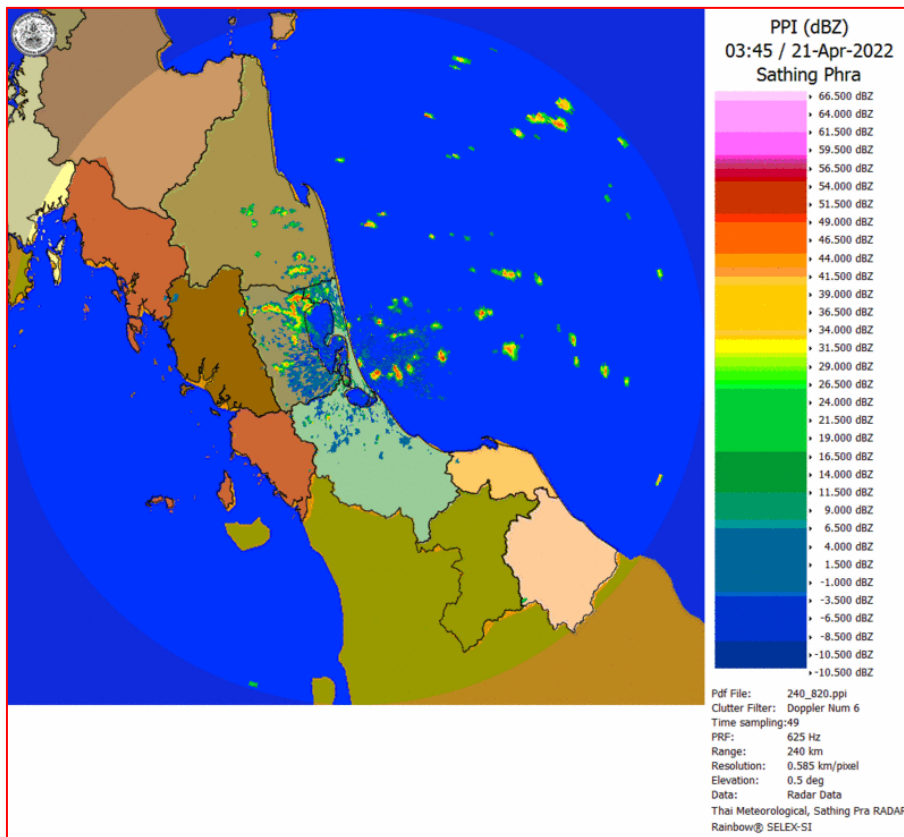 PPI (dBZ)
03:45 / 21-Apr-2022
Sathing Phra
66.500 dBZ
64.000 dBZ
61.500 dBZ
59.500 dBZ
56.500 dBZ
54.000 dBZ
51.500 dBZ
49.000 dBZ
46.500 dBZ
44.000 dBZ
41.500 dBZ
39.000 dBZ
36.500 dBZ
34.000 dBZ
31.500 dBZ
29.000 dBZ
26.500 dBZ
24.000 dBZ
21.500 dBZ
19.000 dBZ
16.500 dBZ
14.000 dBZ
11.500 dBZ
9.000 dBZ
6.500 dBZ
4.000 dBZ
1.500 dBZ
-1.000 dBZ
-3.500 dBZ
-6.500 dBZ
-8.500 dBZ
-10.500 dBZ
-10.500 dBZ
Pdf File: 240_820.ppi
Clutter Filter: Doppler Num 6
Time sampling:49
PRF: 625 Hz
Range: 240 km
Resolution: 0.585 km/pixel
Elevation: 0.5 deg
Data: Radar Data
Thai Meteorological, Sathing Pra RADAR
Rainbow® SELEX-SI